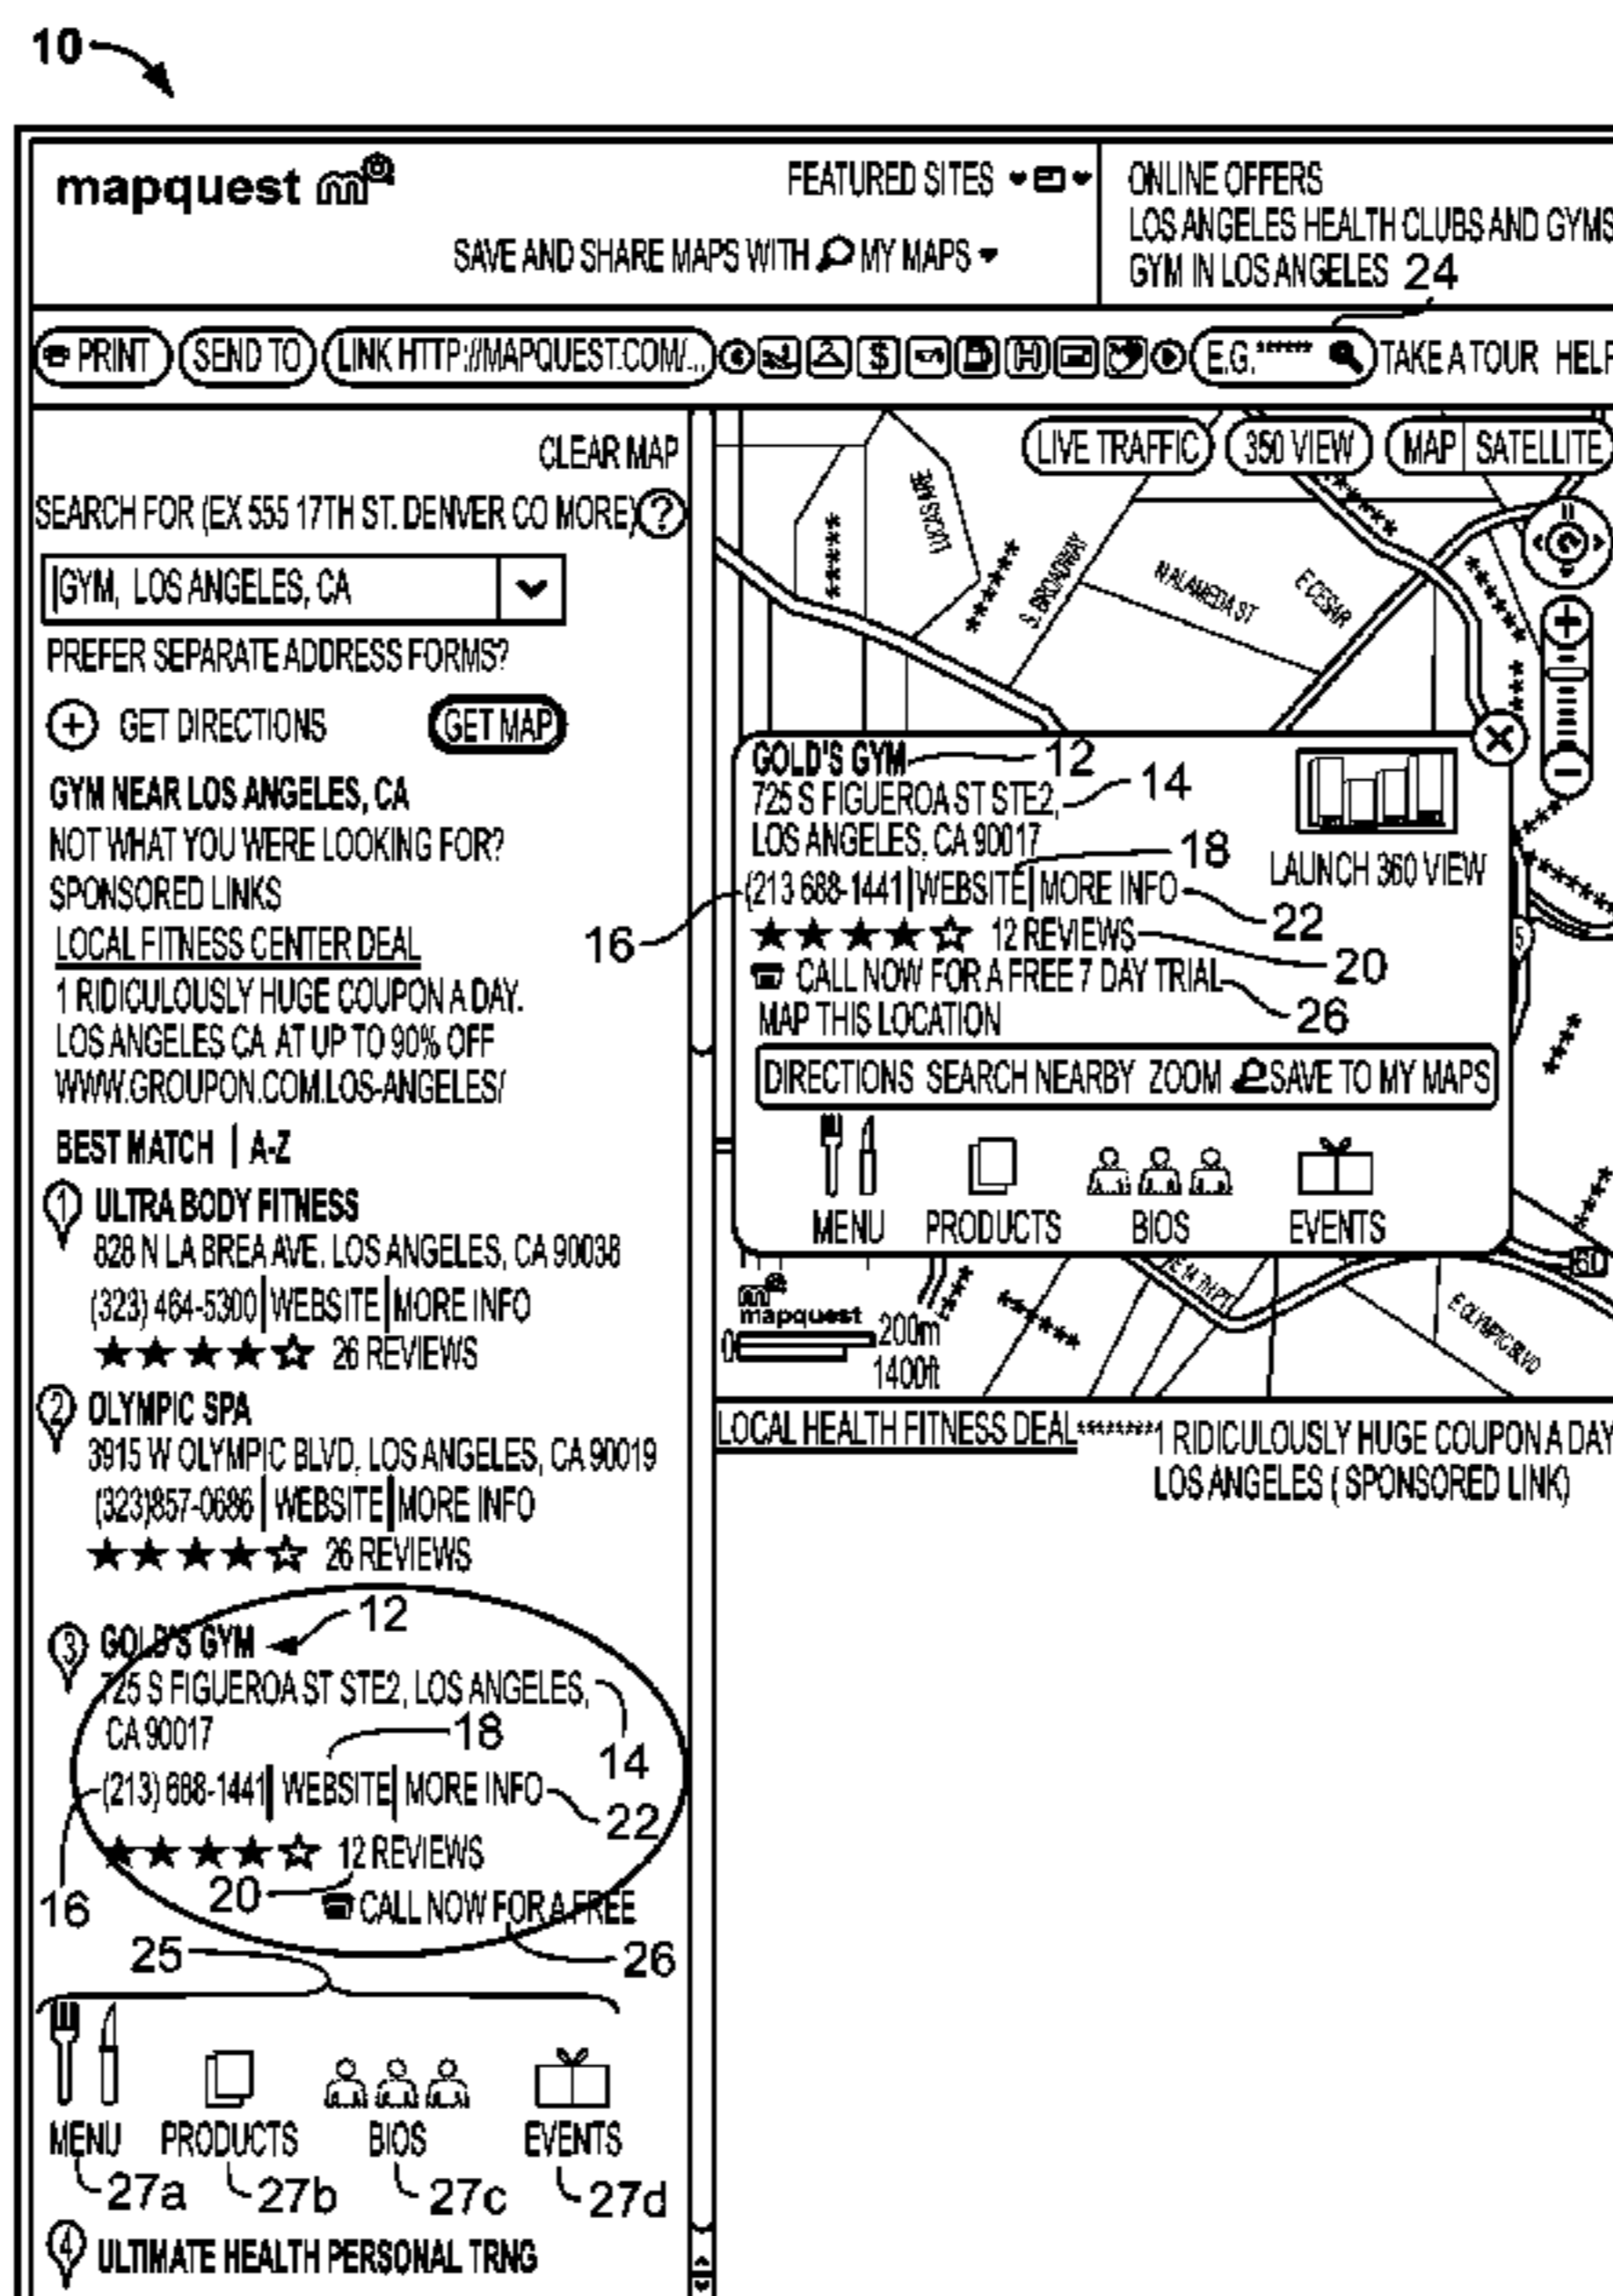 10
mapquest m
FEATURED SITES
SAVE AND SHARE MAPS WITH MY MAPS
ONLINE OFFERS
LOS ANGELES HEALTH CLUBS AND GYMS
GYM IN LOS ANGELES 24
PRINT SEND TO LINK HTTP://MAPQUEST.COM/... $ H E.G.****** TAKE A TOUR HELP
CLEAR MAP
SEARCH FOR (EX 555 17TH ST. DENVER CO MORE) ?
GYM, LOS ANGELES, CA
PREFER SEPARATE ADDRESS FORMS?
+ GET DIRECTIONS GET MAP
GYM NEAR LOS ANGELES, CA
NOT WHAT YOU WERE LOOKING FOR?
SPONSORED LINKS
LOCAL FITNESS CENTER DEAL
1 RIDICULOUSLY HUGE COUPON A DAY.
LOS ANGELES CA AT UP TO 90% OFF
WWW.GROUPON.COM.LOS-ANGELES/
BEST MATCH | A-Z
1 ULTRA BODY FITNESS
828 N LA BREA AVE. LOS ANGELES, CA 90038
(323) 464-5300 | WEBSITE | MORE INFO
★★★★☆ 26 REVIEWS
2 OLYMPIC SPA
3915 W OLYMPIC BLVD, LOS ANGELES, CA 90019
(323)857-0686 | WEBSITE | MORE INFO
★★★★☆ 26 REVIEWS
3 GOLD'S GYM 12
725 S FIGUEROA ST STE2, LOS ANGELES,
CA 90017 18
14
(213) 688-1441 | WEBSITE | MORE INFO
22
★★★★☆ 12 REVIEWS
16 20 CALL NOW FOR A FREE
25 26
MENU PRODUCTS BIOS EVENTS
27a 27b 27c 27d
4 ULTIMATE HEALTH PERSONAL TRNG
LIVE TRAFFIC 350 VIEW MAP SATELLITE
LUCAS AVE
S. BROADWAY
N ALAMEDA ST
E CESAR
GOLD'S GYM 12
725 S FIGUEROA ST STE2, 14
LOS ANGELES, CA 90017 18
LAUNCH 360 VIEW
(213 688-1441 | WEBSITE | MORE INFO
16 22
★★★★☆ 12 REVIEWS 20
CALL NOW FOR A FREE 7 DAY TRIAL
MAP THIS LOCATION 26
DIRECTIONS SEARCH NEARBY ZOOM SAVE TO MY MAPS
MENU PRODUCTS BIOS EVENTS
5
60
E OLYMPIC BLVD
m
mapquest
0 200m
1400ft
LOCAL HEALTH FITNESS DEAL*********1 RIDICULOUSLY HUGE COUPON A DAY
LOS ANGELES ( SPONSORED LINK)